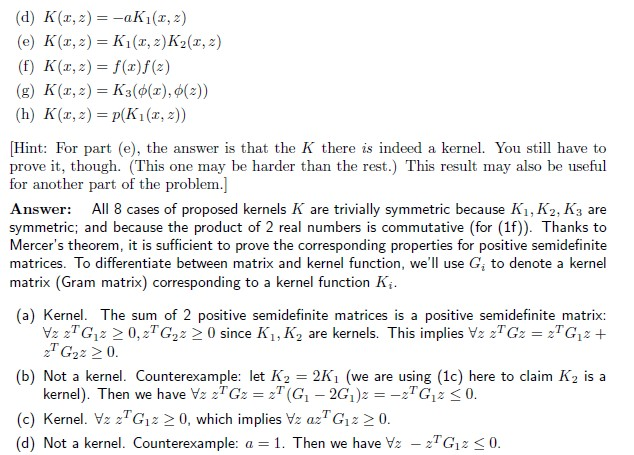 (d) K(x, z) = −aK₁(x, z)
(e) K(x, z) = K₁(x, z)K₂(x, z)
(f) K(x, z) = f(x)f(z)
(g) K(x, z) = K₃(ϕ(x), ϕ(z))
(h) K(x, z) = p(K₁(x, z))
[Hint: For part (e), the answer is that the K there is indeed a kernel. You still have to
prove it, though. (This one may be harder than the rest.) This result may also be useful
for another part of the problem.]
Answer: All 8 cases of proposed kernels K are trivially symmetric because K₁, K₂, K₃ are
symmetric; and because the product of 2 real numbers is commutative (for (1f)). Thanks to
Mercer's theorem, it is sufficient to prove the corresponding properties for positive semidefinite
matrices. To differentiate between matrix and kernel function, we'll use Gᵢ to denote a kernel
matrix (Gram matrix) corresponding to a kernel function Kᵢ.
(a) Kernel. The sum of 2 positive semidefinite matrices is a positive semidefinite matrix:
∀z zᵀG₁z ≥ 0, zᵀG₂z ≥ 0 since K₁, K₂ are kernels. This implies ∀z zᵀGz = zᵀG₁z +
zᵀG₂z ≥ 0.
(b) Not a kernel. Counterexample: let K₂ = 2K₁ (we are using (1c) here to claim K₂ is a
kernel). Then we have ∀z zᵀGz = zᵀ(G₁ − 2G₁)z = −zᵀG₁z ≤ 0.
(c) Kernel. ∀z zᵀG₁z ≥ 0, which implies ∀z azᵀG₁z ≥ 0.
(d) Not a kernel. Counterexample: a = 1. Then we have ∀z − zᵀG₁z ≤ 0.